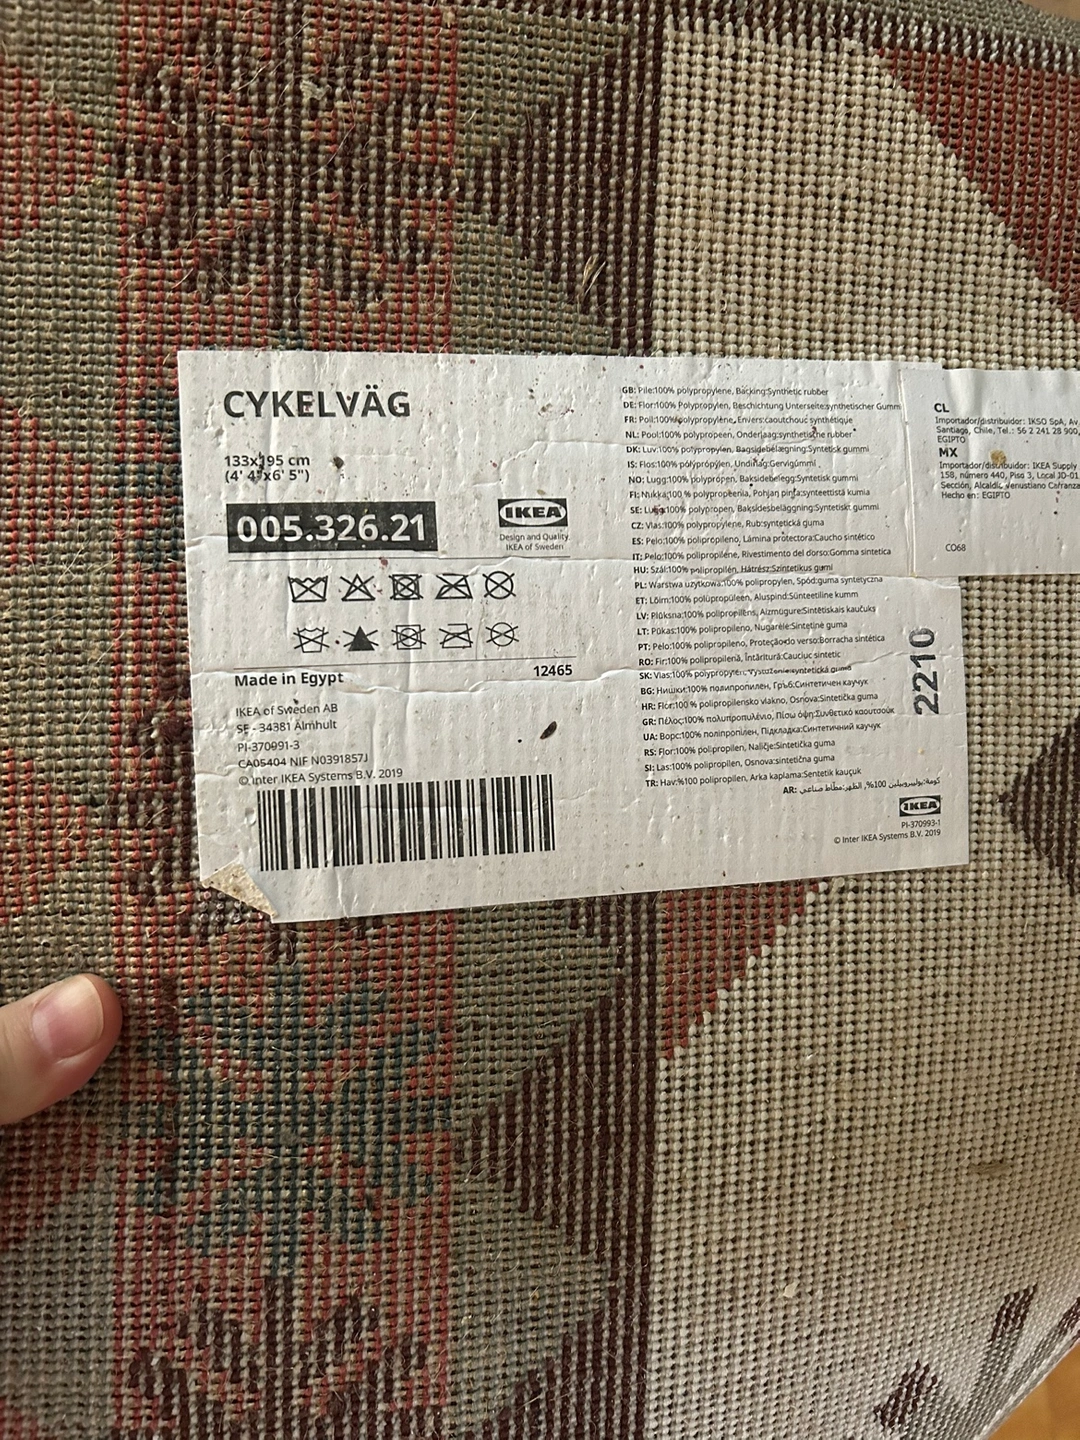 CYKELVÄG
133x195 cm
(4' 4"x6' 5")
005.326.21
IKEA
Design and Quality
IKEA of Sweden
Made in Egypt
12465
IKEA of Sweden AB
SE - 34381 Älmhult
PI-370991-3
CA05404 NIF N0391857J
© Inter IKEA Systems B.V. 2019
GB: Pile:100% polypropylene, Backing:Synthetic rubber
DE: Flor:100% Polypropylen, Beschichtung Unterseite:synthetischer Gummi
FR: Poil:100% polypropylène, Envers:caoutchouc synthétique
NL: Pool:100% polypropeen, Onderlaag:synthetische rubber
DK: Luv:100% polypropylen, Bagsidebelægning:Syntetisk gummi
IS: Flos:100% pólýprópýlen, Undirlag:Gervigúmmí
NO: Lugg:100% polypropen, Baksidebelegg:Syntetisk gummi
FI: Nukka:100 % polypropeenia, Pohjan pinta:synteettistä kumia
SE: Lugg:100% polypropen, Baksidesbeläggning:Syntetiskt gummi
CZ: Vlas:100% polypropylene, Rub:syntetická guma
ES: Pelo:100% polipropileno, Lámina protectora:Caucho sintético
IT: Pelo:100% polipropilene, Rivestimento del dorso:Gomma sintetica
HU: Szál:100% polipropilén, Hátrész:Szintetikus gumi
PL: Warstwa użytkowa:100% polipropylen, Spód:guma syntetyczna
ET: Lõim:100% polüpropüleen, Aluspind:Sünteetiline kumm
LV: Plūksna:100% polipropilēns, Aizmugure:Sintētiskais kaučuks
LT: Pūkas:100% polipropileno, Nugarėlė:Sintetinė guma
PT: Pelo:100% polipropileno, Proteção do verso:Borracha sintética
RO: Fir:100% polipropilenă, Întăritură:Cauciuc sintetic
SK: Vlas:100% polypropylen, Vystuženie:syntetická guma
BG: Нишки:100% полипропилен, Гръб:Синтетичен каучук
HR: Flor:100 % polipropilensko vlakno, Osnova:Sintetička guma
GR: Πέλος:100% πολυπροπυλένιο, Πίσω όψη:Συνθετικό καουτσούκ
UA: Ворс:100% поліпропілен, Підкладка:Синтетичний каучук
RS: Flor:100% polipropilen, Naličje:Sintetička guma
SI: Las:100% polipropilen, Osnova:sintetična guma
TR: Hav:%100 polipropilen, Arka kaplama:Sentetik kauçuk
AR: كومة:بوليبروبيلين 100%, الظهر:مطاط صناعي
2210
IKEA
PI-370993-1
© Inter IKEA Systems B.V. 2019
CL
Importador/distribuidor: IKSO SpA, Av
Santiago, Chile, Tel.: 56 2 241 28 900,
EGIPTO
MX
Importador/distribuidor: IKEA Supply
158, número 440, Piso 3, Local JD-01
Sección, Alcaldía Venustiano Carranza
Hecho en: EGIPTO
CO68